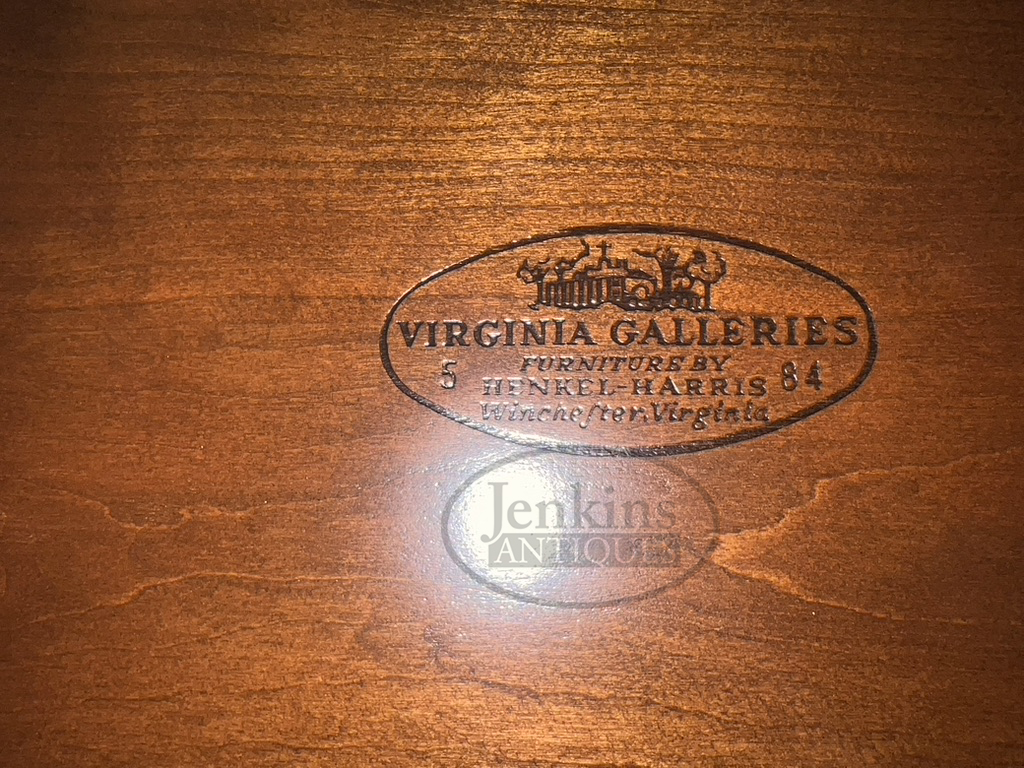 VIRGINIA GALLERIES
FURNITURE BY
5 HENKEL-HARRIS 84
Wincheſter, Virginia
Jenkins
ANTIQUES